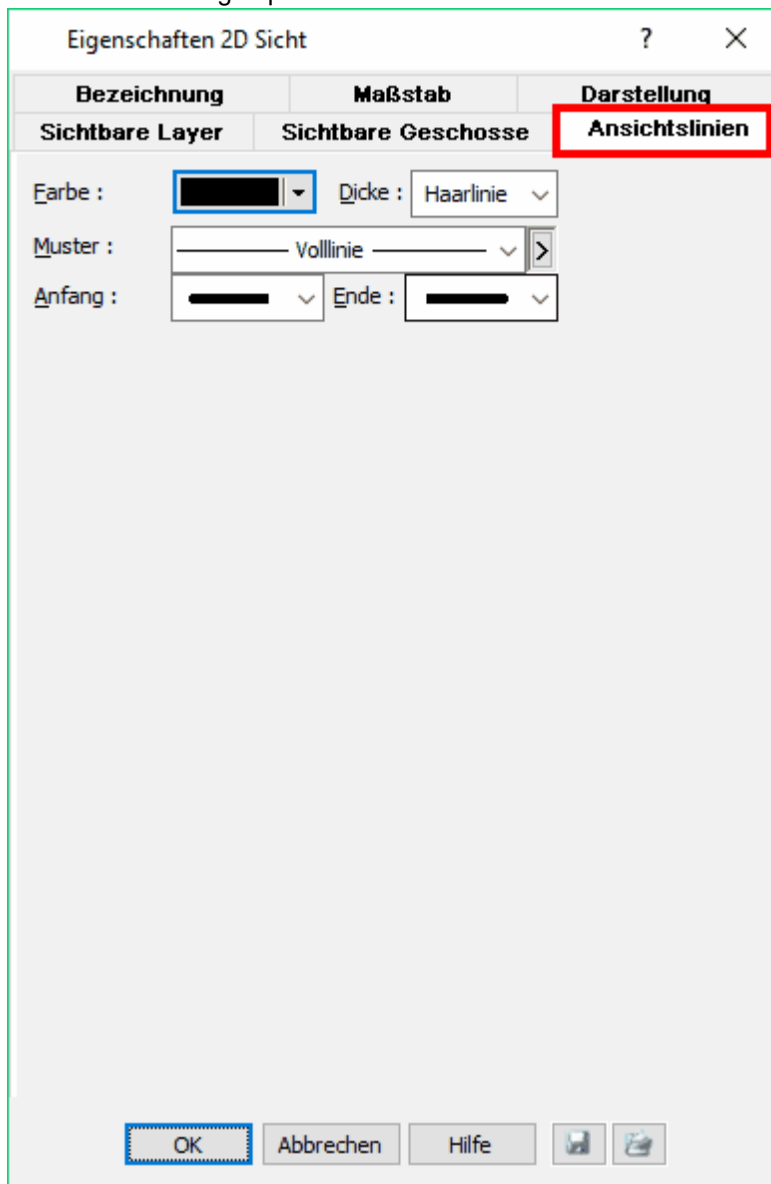 Eigenschaften 2D Sicht ?
Bezeichnung Maßstab Darstellung
Sichtbare Layer Sichtbare Geschosse Ansichtslinien
Farbe : Dicke : Haarlinie
Muster : Volllinie >
Anfang : Ende :
OK Abbrechen Hilfe